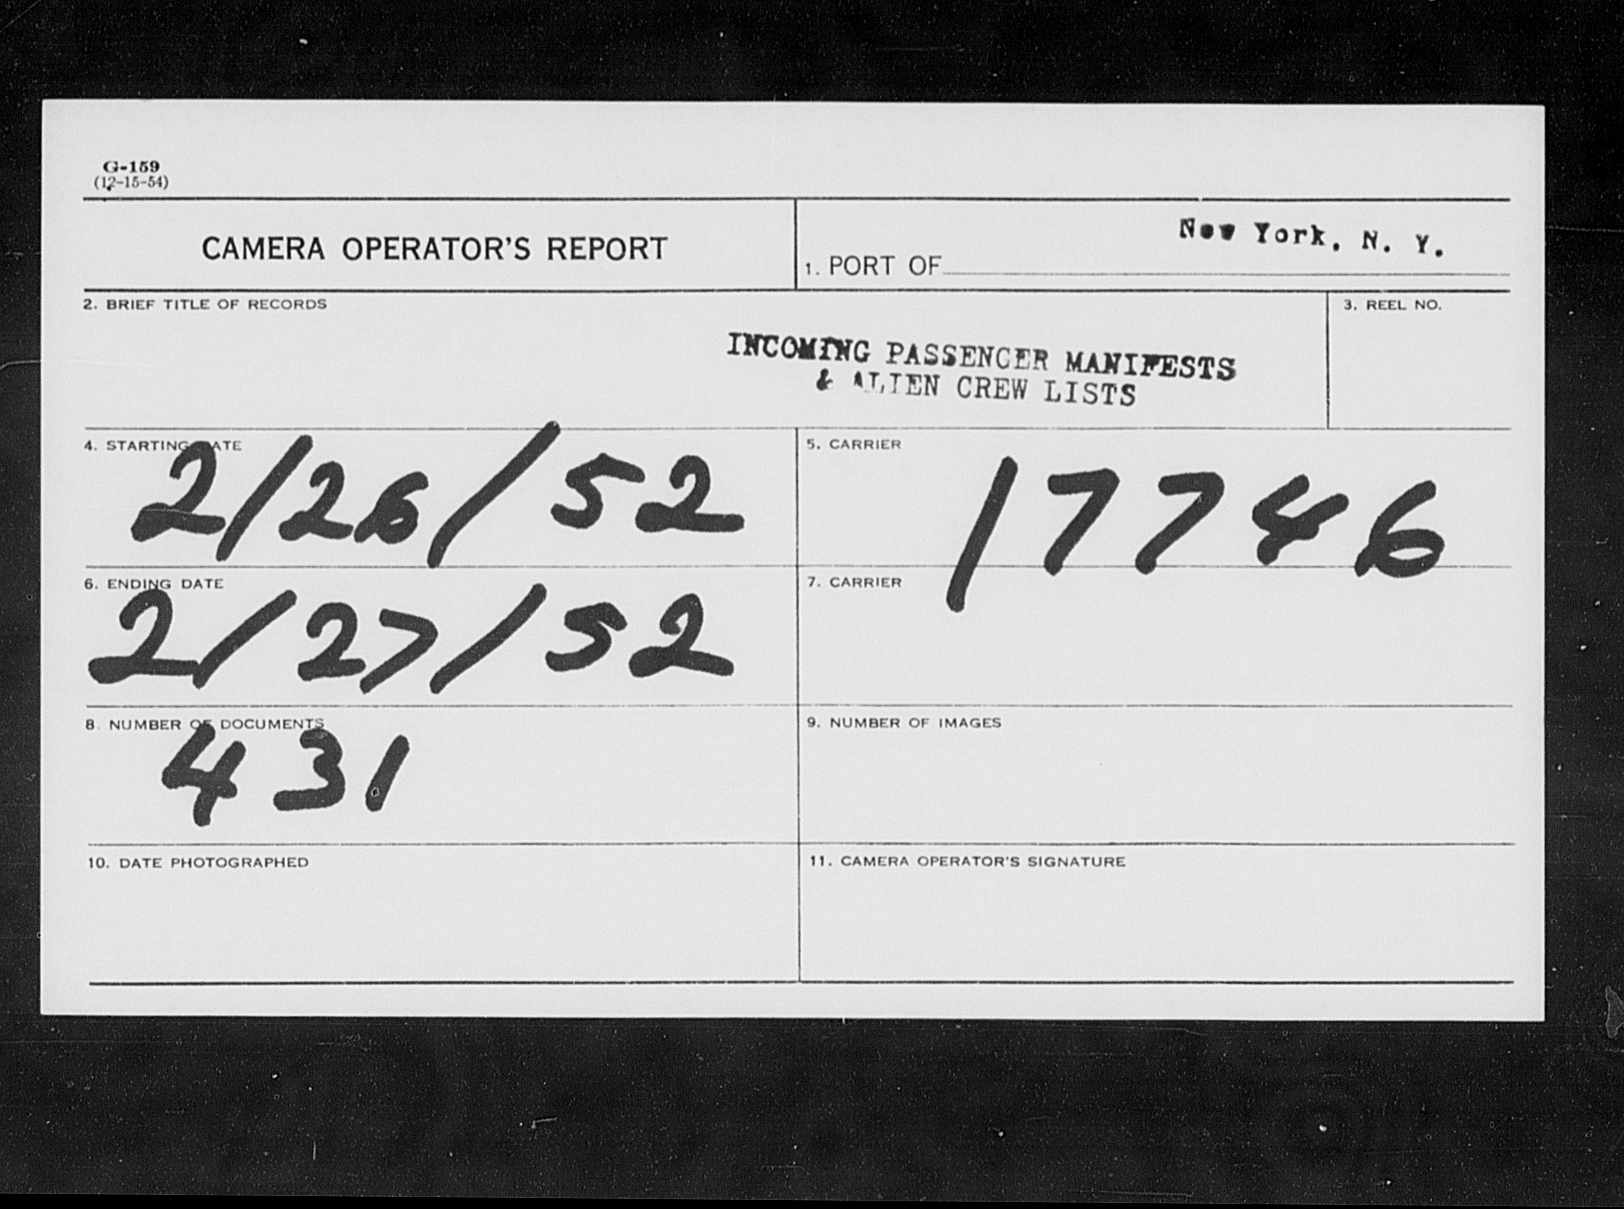 G-159
(12-15-54)
CAMERA OPERATOR'S REPORT
1. PORT OF New York, N. Y.
2. BRIEF TITLE OF RECORDS
INCOMING PASSENGER MANIFESTS
& ALIEN CREW LISTS
3. REEL NO.
4. STARTING DATE
2/26/52
5. CARRIER
17746
6. ENDING DATE
2/27/52
7. CARRIER
8. NUMBER OF DOCUMENTS
431
9. NUMBER OF IMAGES
10. DATE PHOTOGRAPHED
11. CAMERA OPERATOR'S SIGNATURE